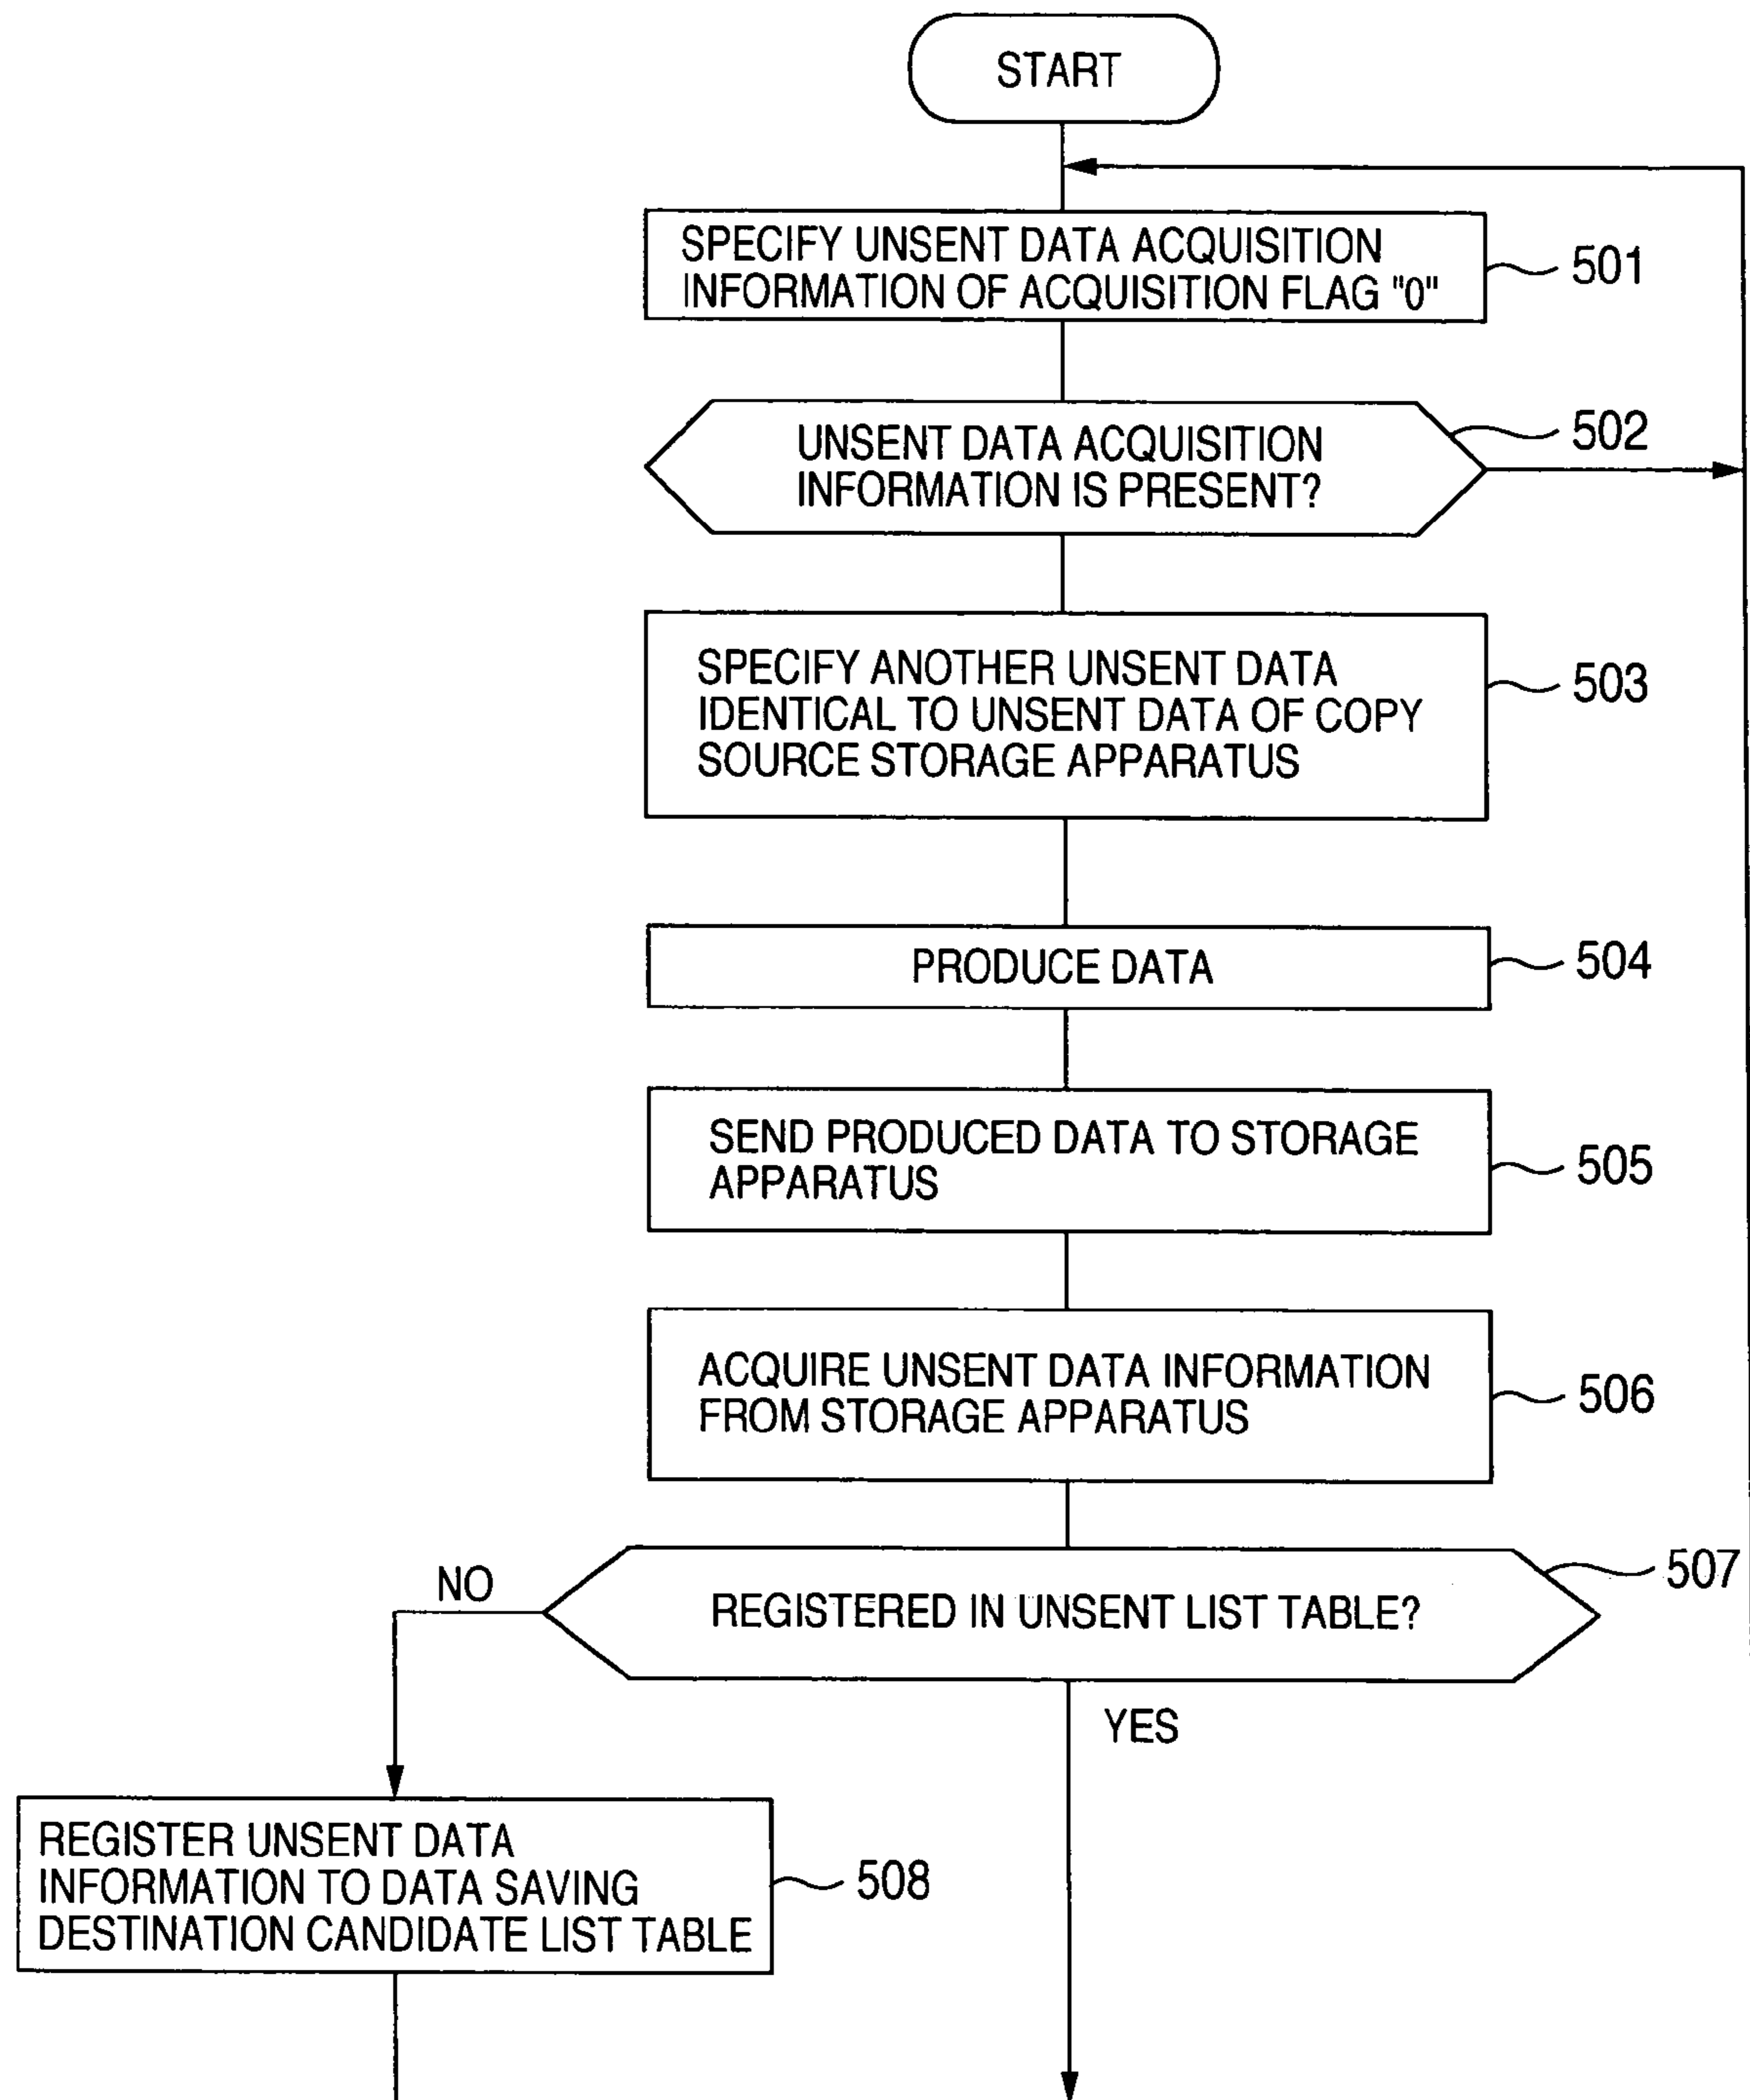 START
SPECIFY UNSENT DATA ACQUISITION
INFORMATION OF ACQUISITION FLAG "0"
501
UNSENT DATA ACQUISITION
INFORMATION IS PRESENT?
502
SPECIFY ANOTHER UNSENT DATA
IDENTICAL TO UNSENT DATA OF COPY
SOURCE STORAGE APPARATUS
503
PRODUCE DATA
504
SEND PRODUCED DATA TO STORAGE
APPARATUS
505
ACQUIRE UNSENT DATA INFORMATION
FROM STORAGE APPARATUS
506
NO
REGISTERED IN UNSENT LIST TABLE?
507
YES
REGISTER UNSENT DATA
INFORMATION TO DATA SAVING
DESTINATION CANDIDATE LIST TABLE
508